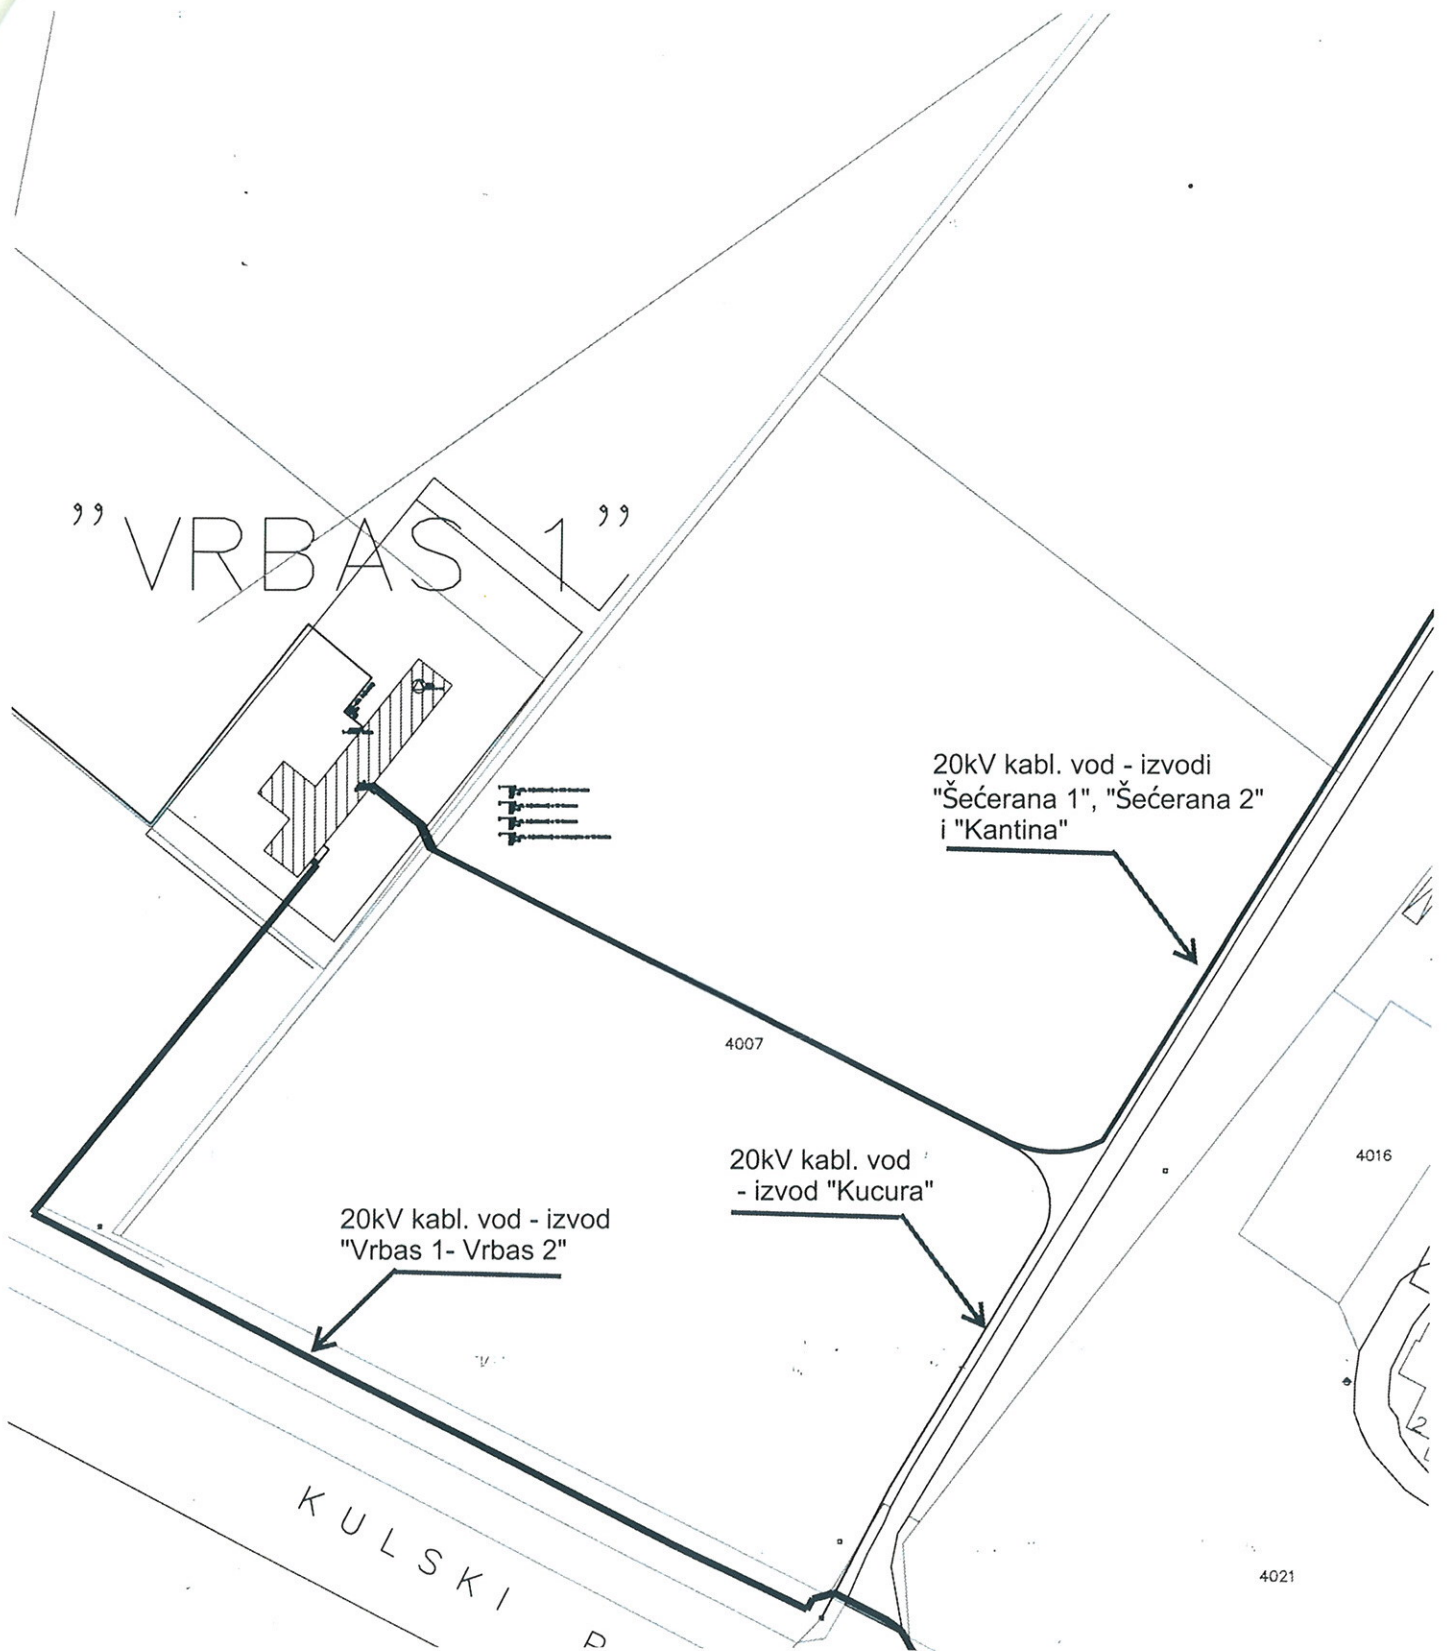 ”VRBAS 1”
20kV kabl. vod - izvodi
"Šećerana 1", "Šećerana 2"
i "Kantina"
4007
20kV kabl. vod
- izvod "Kucura"
4016
20kV kabl. vod - izvod
"Vrbas 1- Vrbas 2"
2
KULSKI
4021